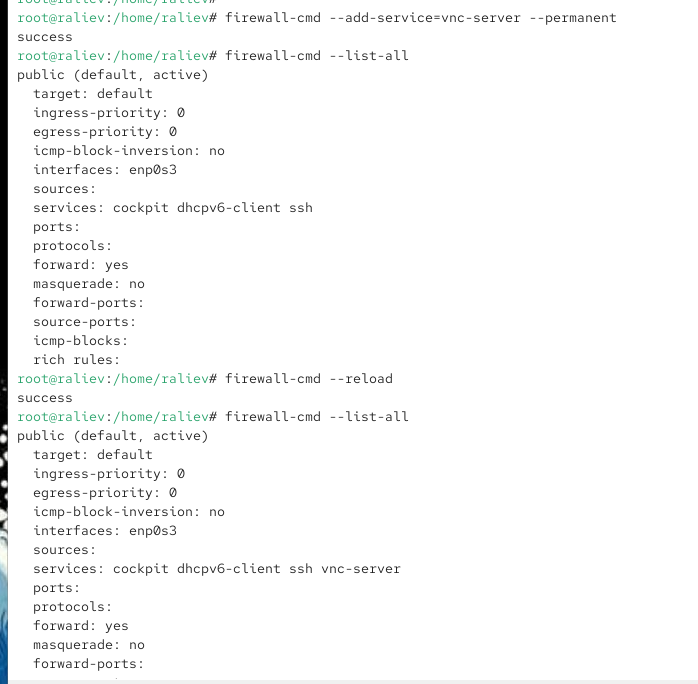 root@raliev:/home/raliev#
root@raliev:/home/raliev# firewall-cmd --add-service=vnc-server --permanent
success
root@raliev:/home/raliev# firewall-cmd --list-all
public (default, active)
  target: default
  ingress-priority: 0
  egress-priority: 0
  icmp-block-inversion: no
  interfaces: enp0s3
  sources:
  services: cockpit dhcpv6-client ssh
  ports:
  protocols:
  forward: yes
  masquerade: no
  forward-ports:
  source-ports:
  icmp-blocks:
  rich rules:
root@raliev:/home/raliev# firewall-cmd --reload
success
root@raliev:/home/raliev# firewall-cmd --list-all
public (default, active)
  target: default
  ingress-priority: 0
  egress-priority: 0
  icmp-block-inversion: no
  interfaces: enp0s3
  sources:
  services: cockpit dhcpv6-client ssh vnc-server
  ports:
  protocols:
  forward: yes
  masquerade: no
  forward-ports: